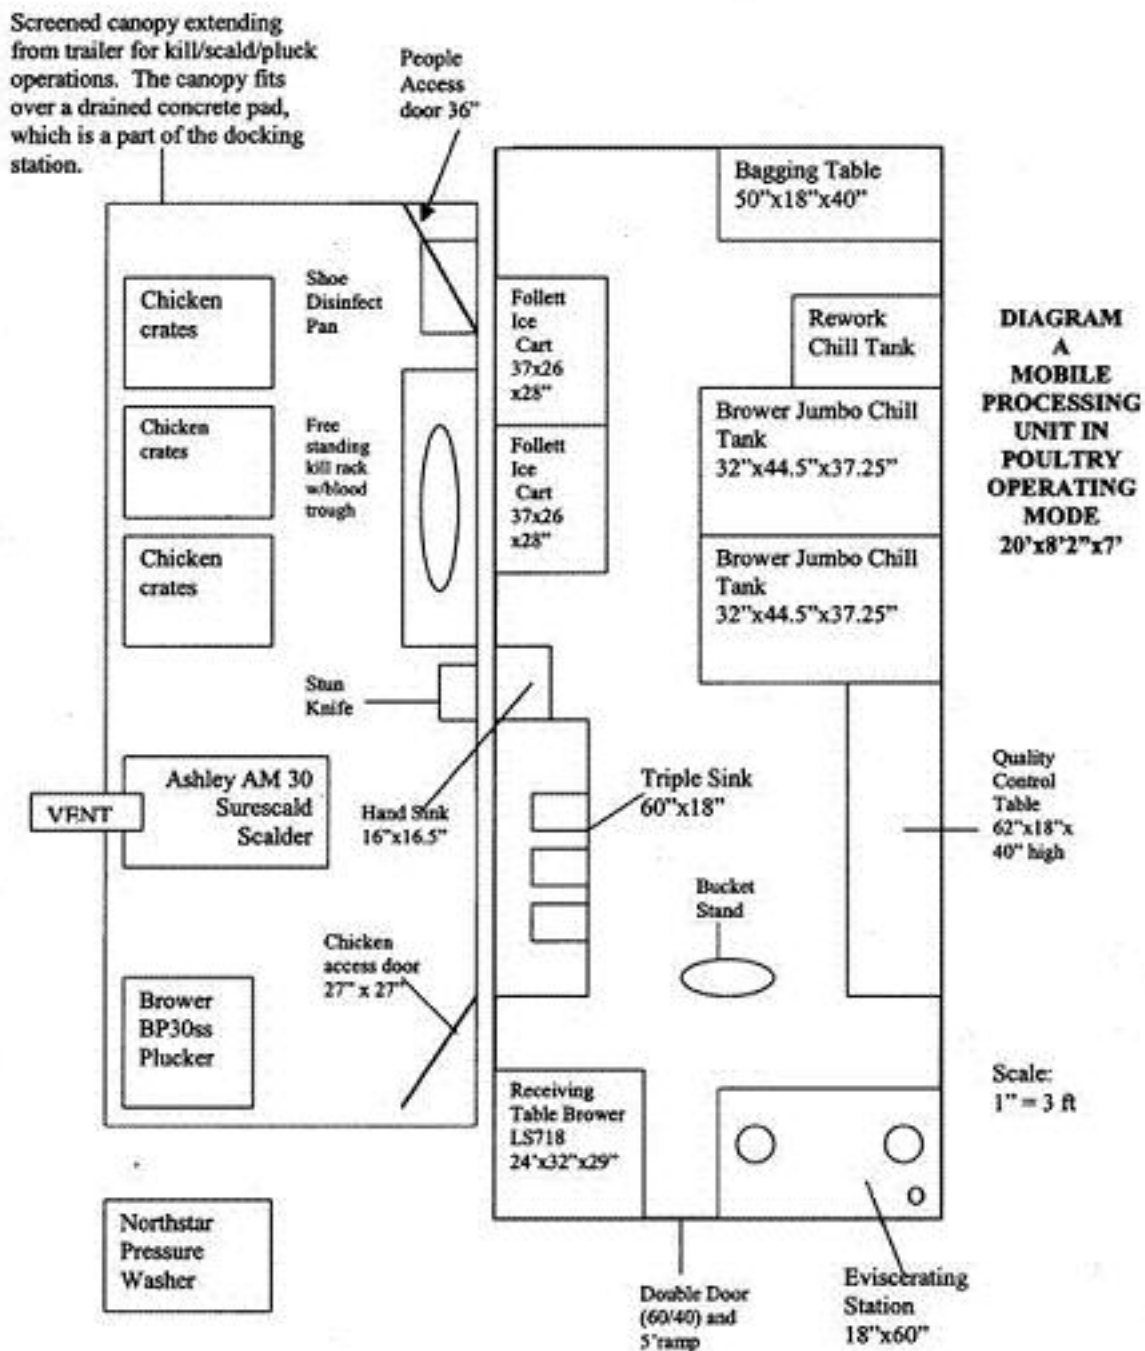 Screened canopy extending
from trailer for kill/scald/pluck
operations. The canopy fits
over a drained concrete pad,
which is a part of the docking
station.
People
Access
door 36"
Bagging Table
50"x18"x40"
Chicken
crates
Shoe
Disinfect
Pan
Follett
Ice
Cart
37x26
x28"
Rework
Chill Tank
DIAGRAM
A
MOBILE
PROCESSING
UNIT IN
POULTRY
OPERATING
MODE
20'x8'2"x7'
Chicken
crates
Free
standing
kill rack
w/blood
trough
Follett
Ice
Cart
37x26
x28"
Brower Jumbo Chill
Tank
32"x44.5"x37.25"
Chicken
crates
Brower Jumbo Chill
Tank
32"x44.5"x37.25"
Stun
Knife
VENT
Ashley AM 30
Surescald
Scalder
Hand Sink
16"x16.5"
Triple Sink
60"x18"
Quality
Control
Table
62"x18"x
40" high
Bucket
Stand
Chicken
access door
27" x 27"
Brower
BP30ss
Plucker
Receiving
Table Brower
LS718
24'x32"x29"
Scale:
1" = 3 ft
Northstar
Pressure
Washer
Double Door
(60/40) and
5'ramp
Eviscerating
Station
18"x60"